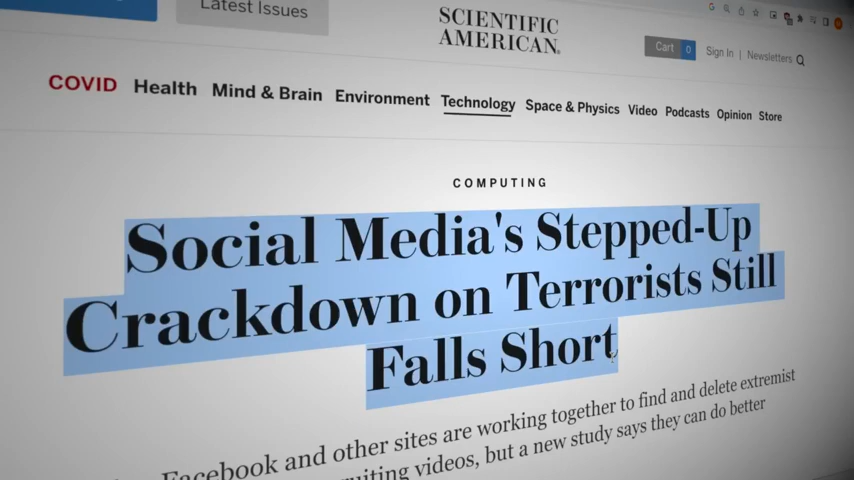 Latest Issues
SCIENTIFIC
AMERICAN
Cart 0
Sign In | Newsletters
COVID Health Mind & Brain Environment Technology Space & Physics Video Podcasts Opinion Store
COMPUTING
Social Media's Stepped-Up
Crackdown on Terrorists Still
Falls Short
Facebook and other sites are working together to find and delete extremist
videos, but a new study says they can do better